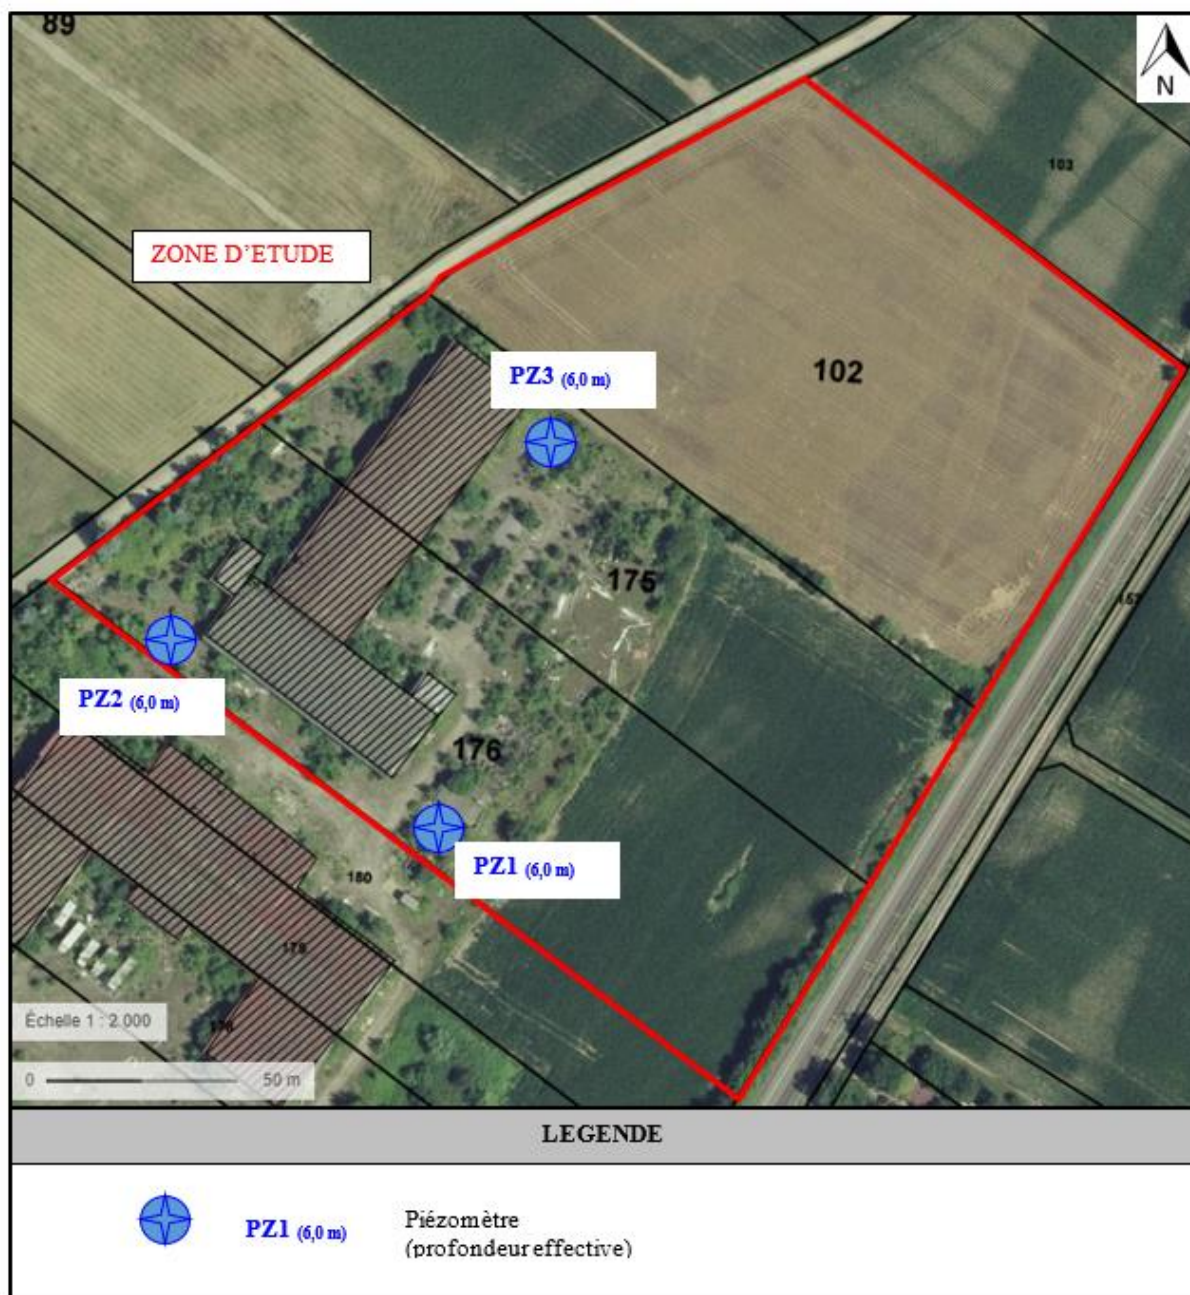 89
N
103
ZONE D'ETUDE
PZ3 (6,0 m)
102
175
PZ2 (6,0 m)
176
PZ1 (6,0 m)
180
179
Échelle 1 : 2 000
0 50 m
LEGENDE
PZ1 (6,0 m)
Piézomètre
(profondeur effective)